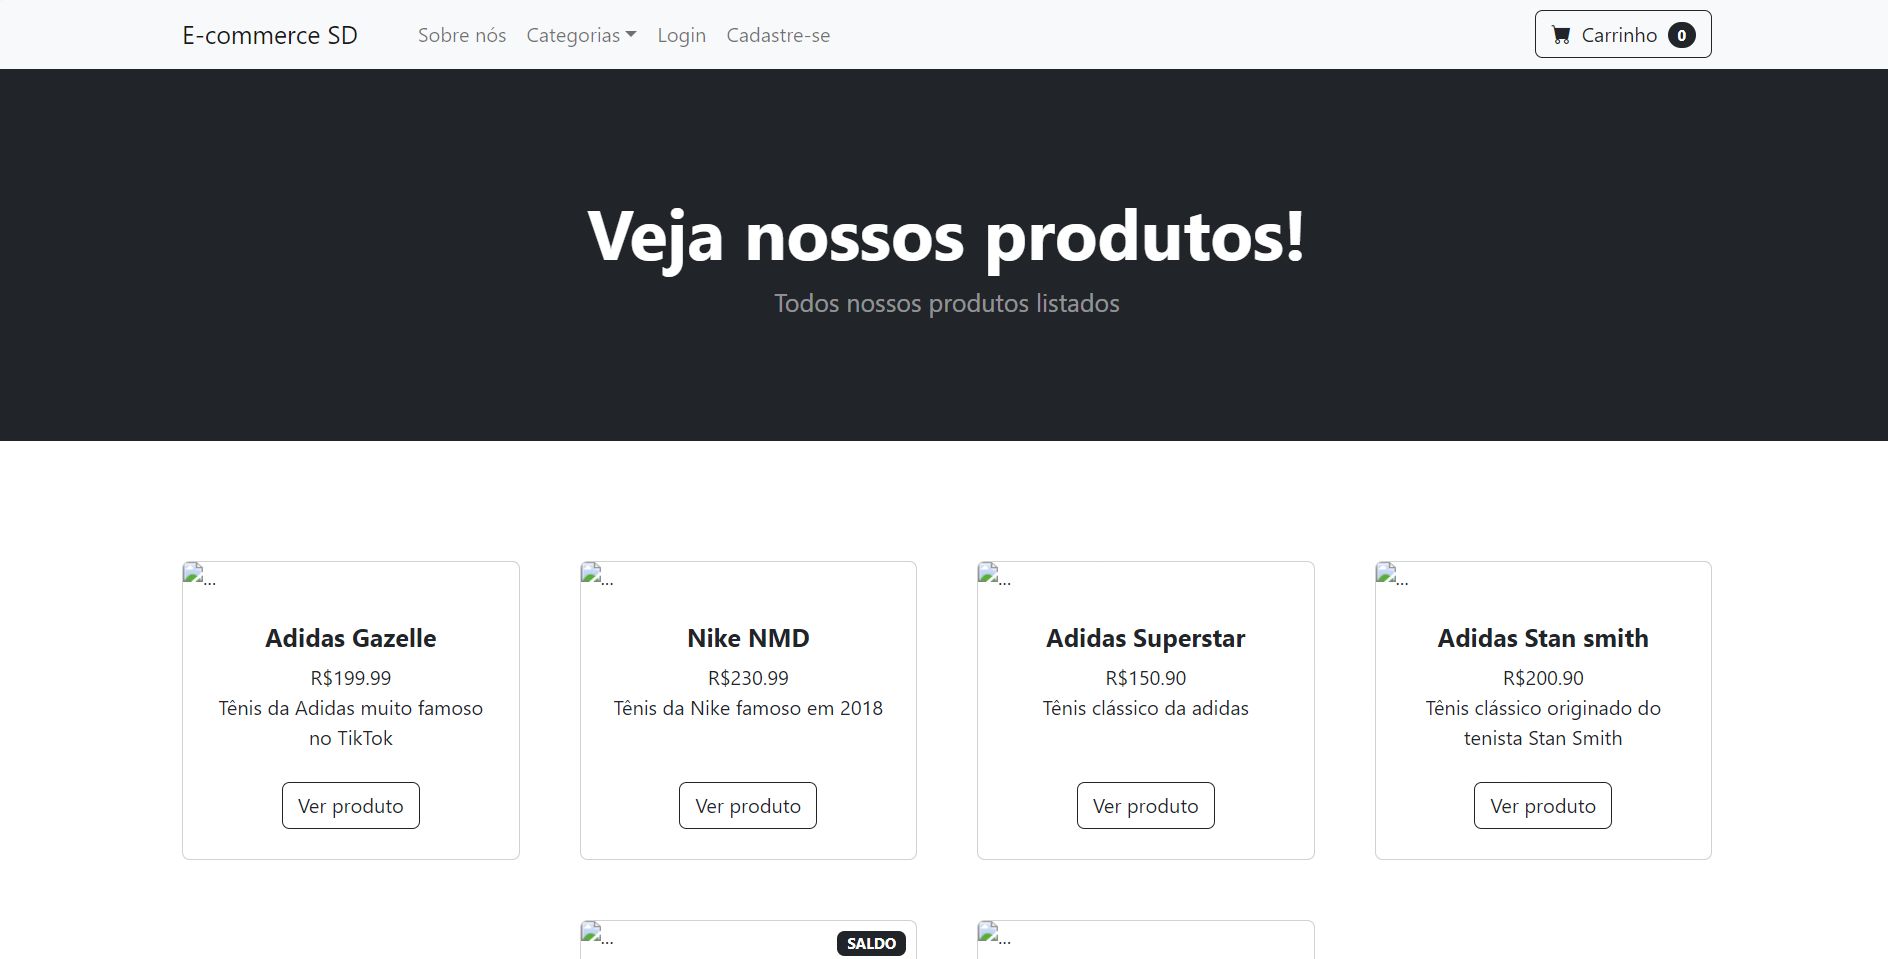 E-commerce SD
Sobre nós
Categorias
Login
Cadastre-se
Carrinho 0
Veja nossos produtos!
Todos nossos produtos listados
...
Adidas Gazelle
R$199.99
Tênis da Adidas muito famoso
no TikTok
Ver produto
...
Nike NMD
R$230.99
Tênis da Nike famoso em 2018
Ver produto
...
Adidas Superstar
R$150.90
Tênis clássico da adidas
Ver produto
...
Adidas Stan smith
R$200.90
Tênis clássico originado do
tenista Stan Smith
Ver produto
...
SALDO
...